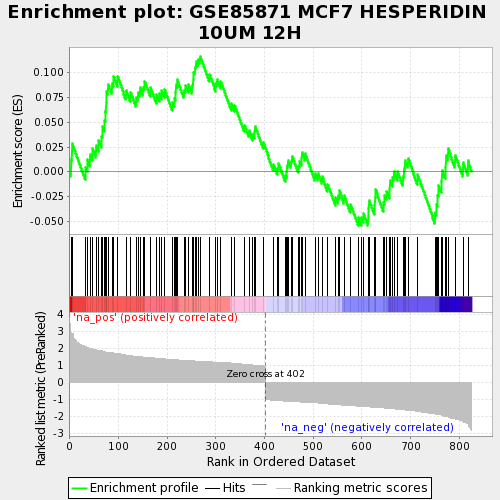 Enrichment plot: GSE85871 MCF7 HESPERIDIN
10UM 12H
Enrichment score (ES)
0.100
0.075
0.050
0.025
0.000
-0.025
-0.050
'na_pos' (positively correlated)
Ranked list metric (PreRanked)
4
3
2
1
0
-1
-2
-3
Zero cross at 402
'na_neg' (negatively correlated)
0
100
200
300
400
500
600
700
800
Rank in Ordered Dataset
Enrichment profile
Hits
Ranking metric scores